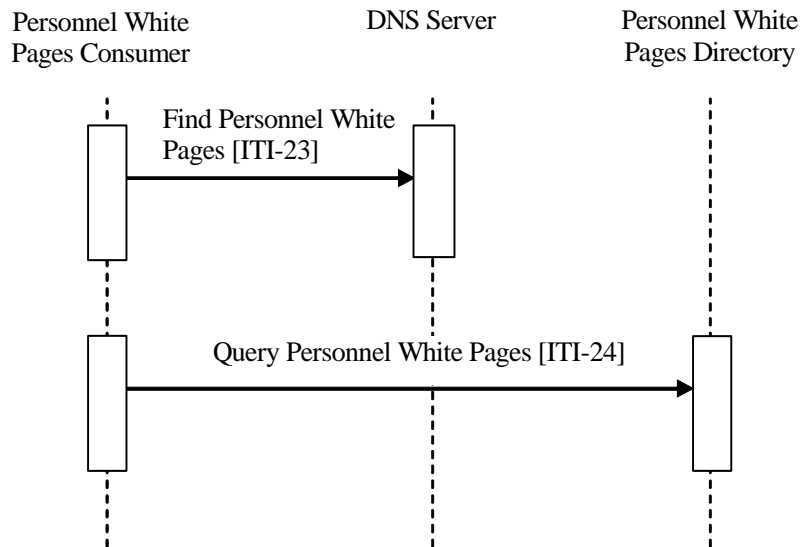 Personnel White
Pages Consumer
DNS Server
Personnel White
Pages Directory
Find Personnel White
Pages [ITI-23]
Query Personnel White Pages [ITI-24]